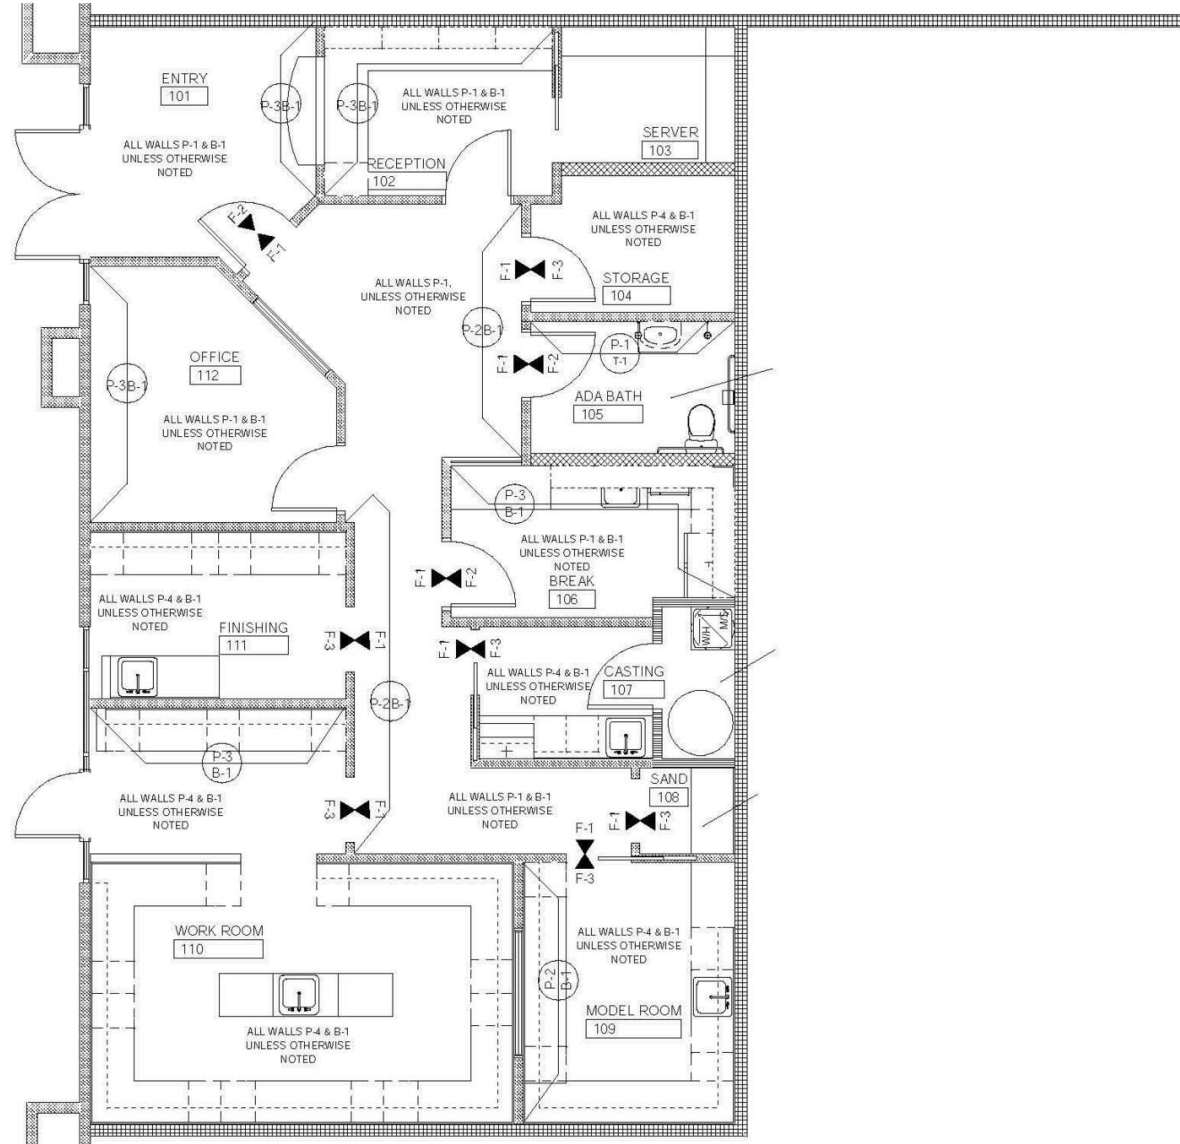 ENTRY
101
ALL WALLS P-1 & B-1
UNLESS OTHERWISE
NOTED
P-3
B-1
P-3
B-1
ALL WALLS P-1 & B-1
UNLESS OTHERWISE
NOTED
RECEPTION
102
SERVER
103
F-2
F-1
ALL WALLS P-4 & B-1
UNLESS OTHERWISE
NOTED
STORAGE
104
F-1
F-3
ALL WALLS P-1,
UNLESS OTHERWISE
NOTED
P-2
B-1
F-1
F-2
P-1
T-1
ADA BATH
105
OFFICE
112
P-3
B-1
ALL WALLS P-1 & B-1
UNLESS OTHERWISE
NOTED
P-3
B-1
ALL WALLS P-1 & B-1
UNLESS OTHERWISE
NOTED
BREAK
106
F-1
F-2
ALL WALLS P-4 & B-1
UNLESS OTHERWISE
NOTED
FINISHING
111
F-3
F-1
F-1
F-3
ALL WALLS P-4 & B-1
UNLESS OTHERWISE
NOTED
CASTING
107
W/H
M/S
P-2
B-1
P-3
B-1
ALL WALLS P-4 & B-1
UNLESS OTHERWISE
NOTED
F-3
F-1
ALL WALLS P-1 & B-1
UNLESS OTHERWISE
NOTED
SAND
108
F-1
F-3
F-1
F-3
WORK ROOM
110
ALL WALLS P-4 & B-1
UNLESS OTHERWISE
NOTED
ALL WALLS P-4 & B-1
UNLESS OTHERWISE
NOTED
P-2
B-1
MODEL ROOM
109